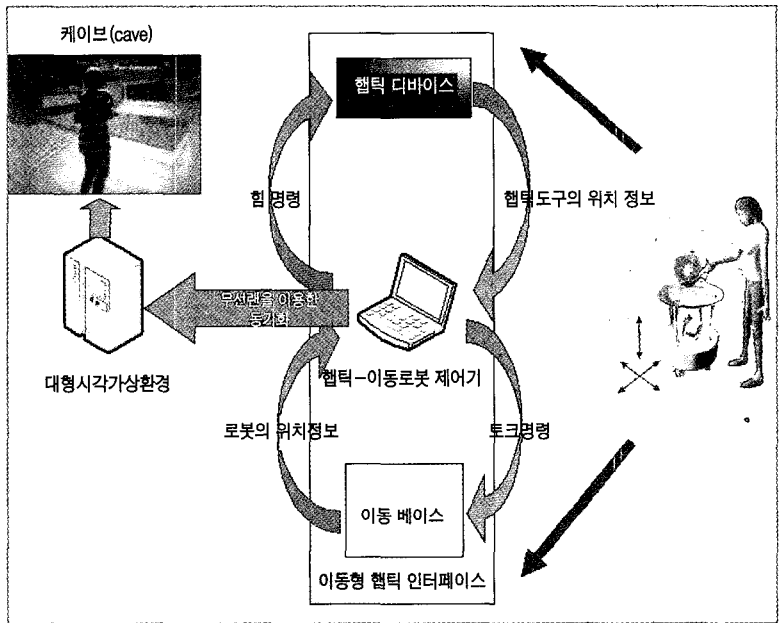 케이브(cave)
햅틱 디바이스
힘 명령
햅틱도구의 위치 정보
무선랜을 이용한
동기화
대형시각가상환경
햅틱-이동로봇 제어기
로봇의 위치정보
토크명령
이동 베이스
이동형 햅틱 인터페이스